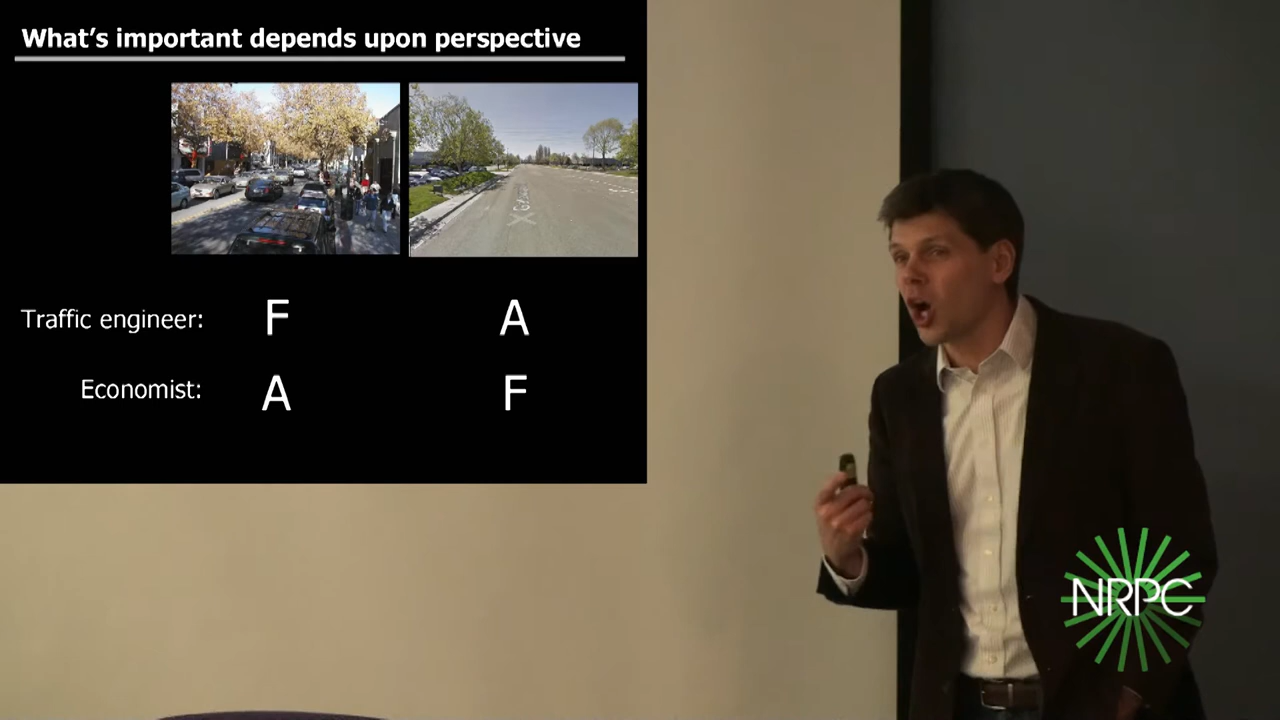 What's important depends upon perspective
Traffic engineer: F A
Economist: A F
NRPC